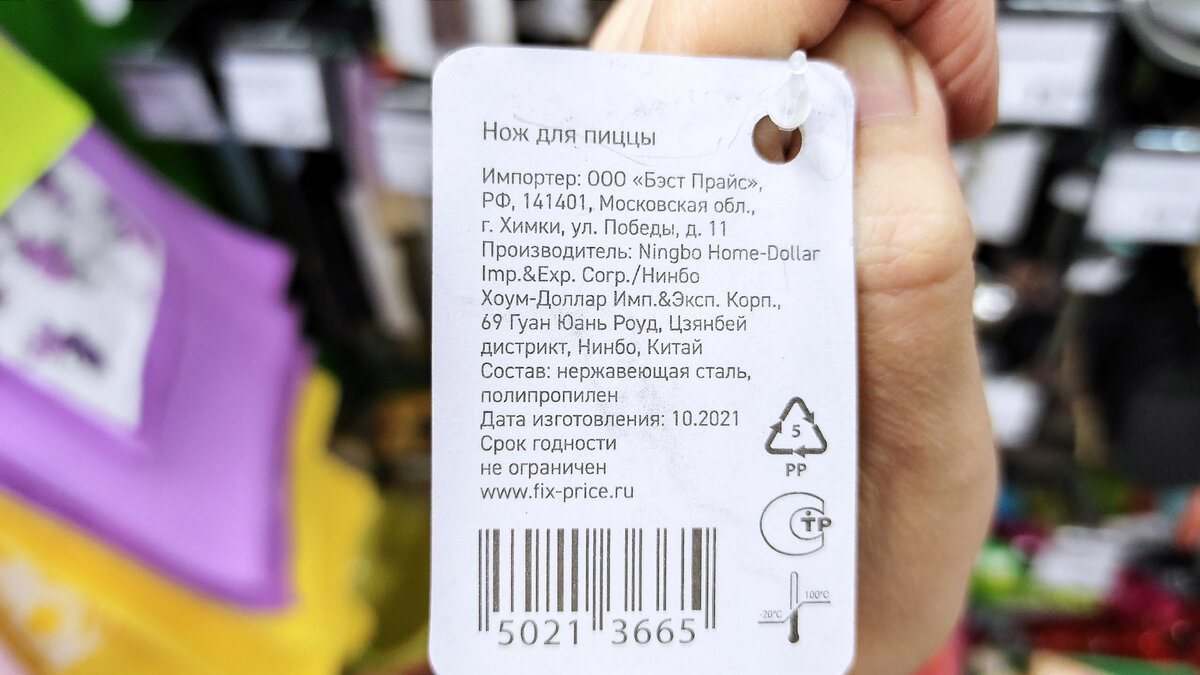 Нож для пиццы
Импортер: ООО «Бэст Прайс»,
РФ, 141401, Московская обл.,
г. Химки, ул. Победы, д. 11
Производитель: Ningbo Home-Dollar
Imp.&Exp. Corp./Нинбо
Хоум-Доллар Имп.&Эксп. Корп.,
69 Гуан Юань Роуд, Цзянбей
дистрикт, Нинбо, Китай
Состав: нержавеющая сталь,
полипропилен
Дата изготовления: 10.2021
Срок годности
не ограничен
www.fix-price.ru
5
PP
TP
100°C
-20°C
5021 3665